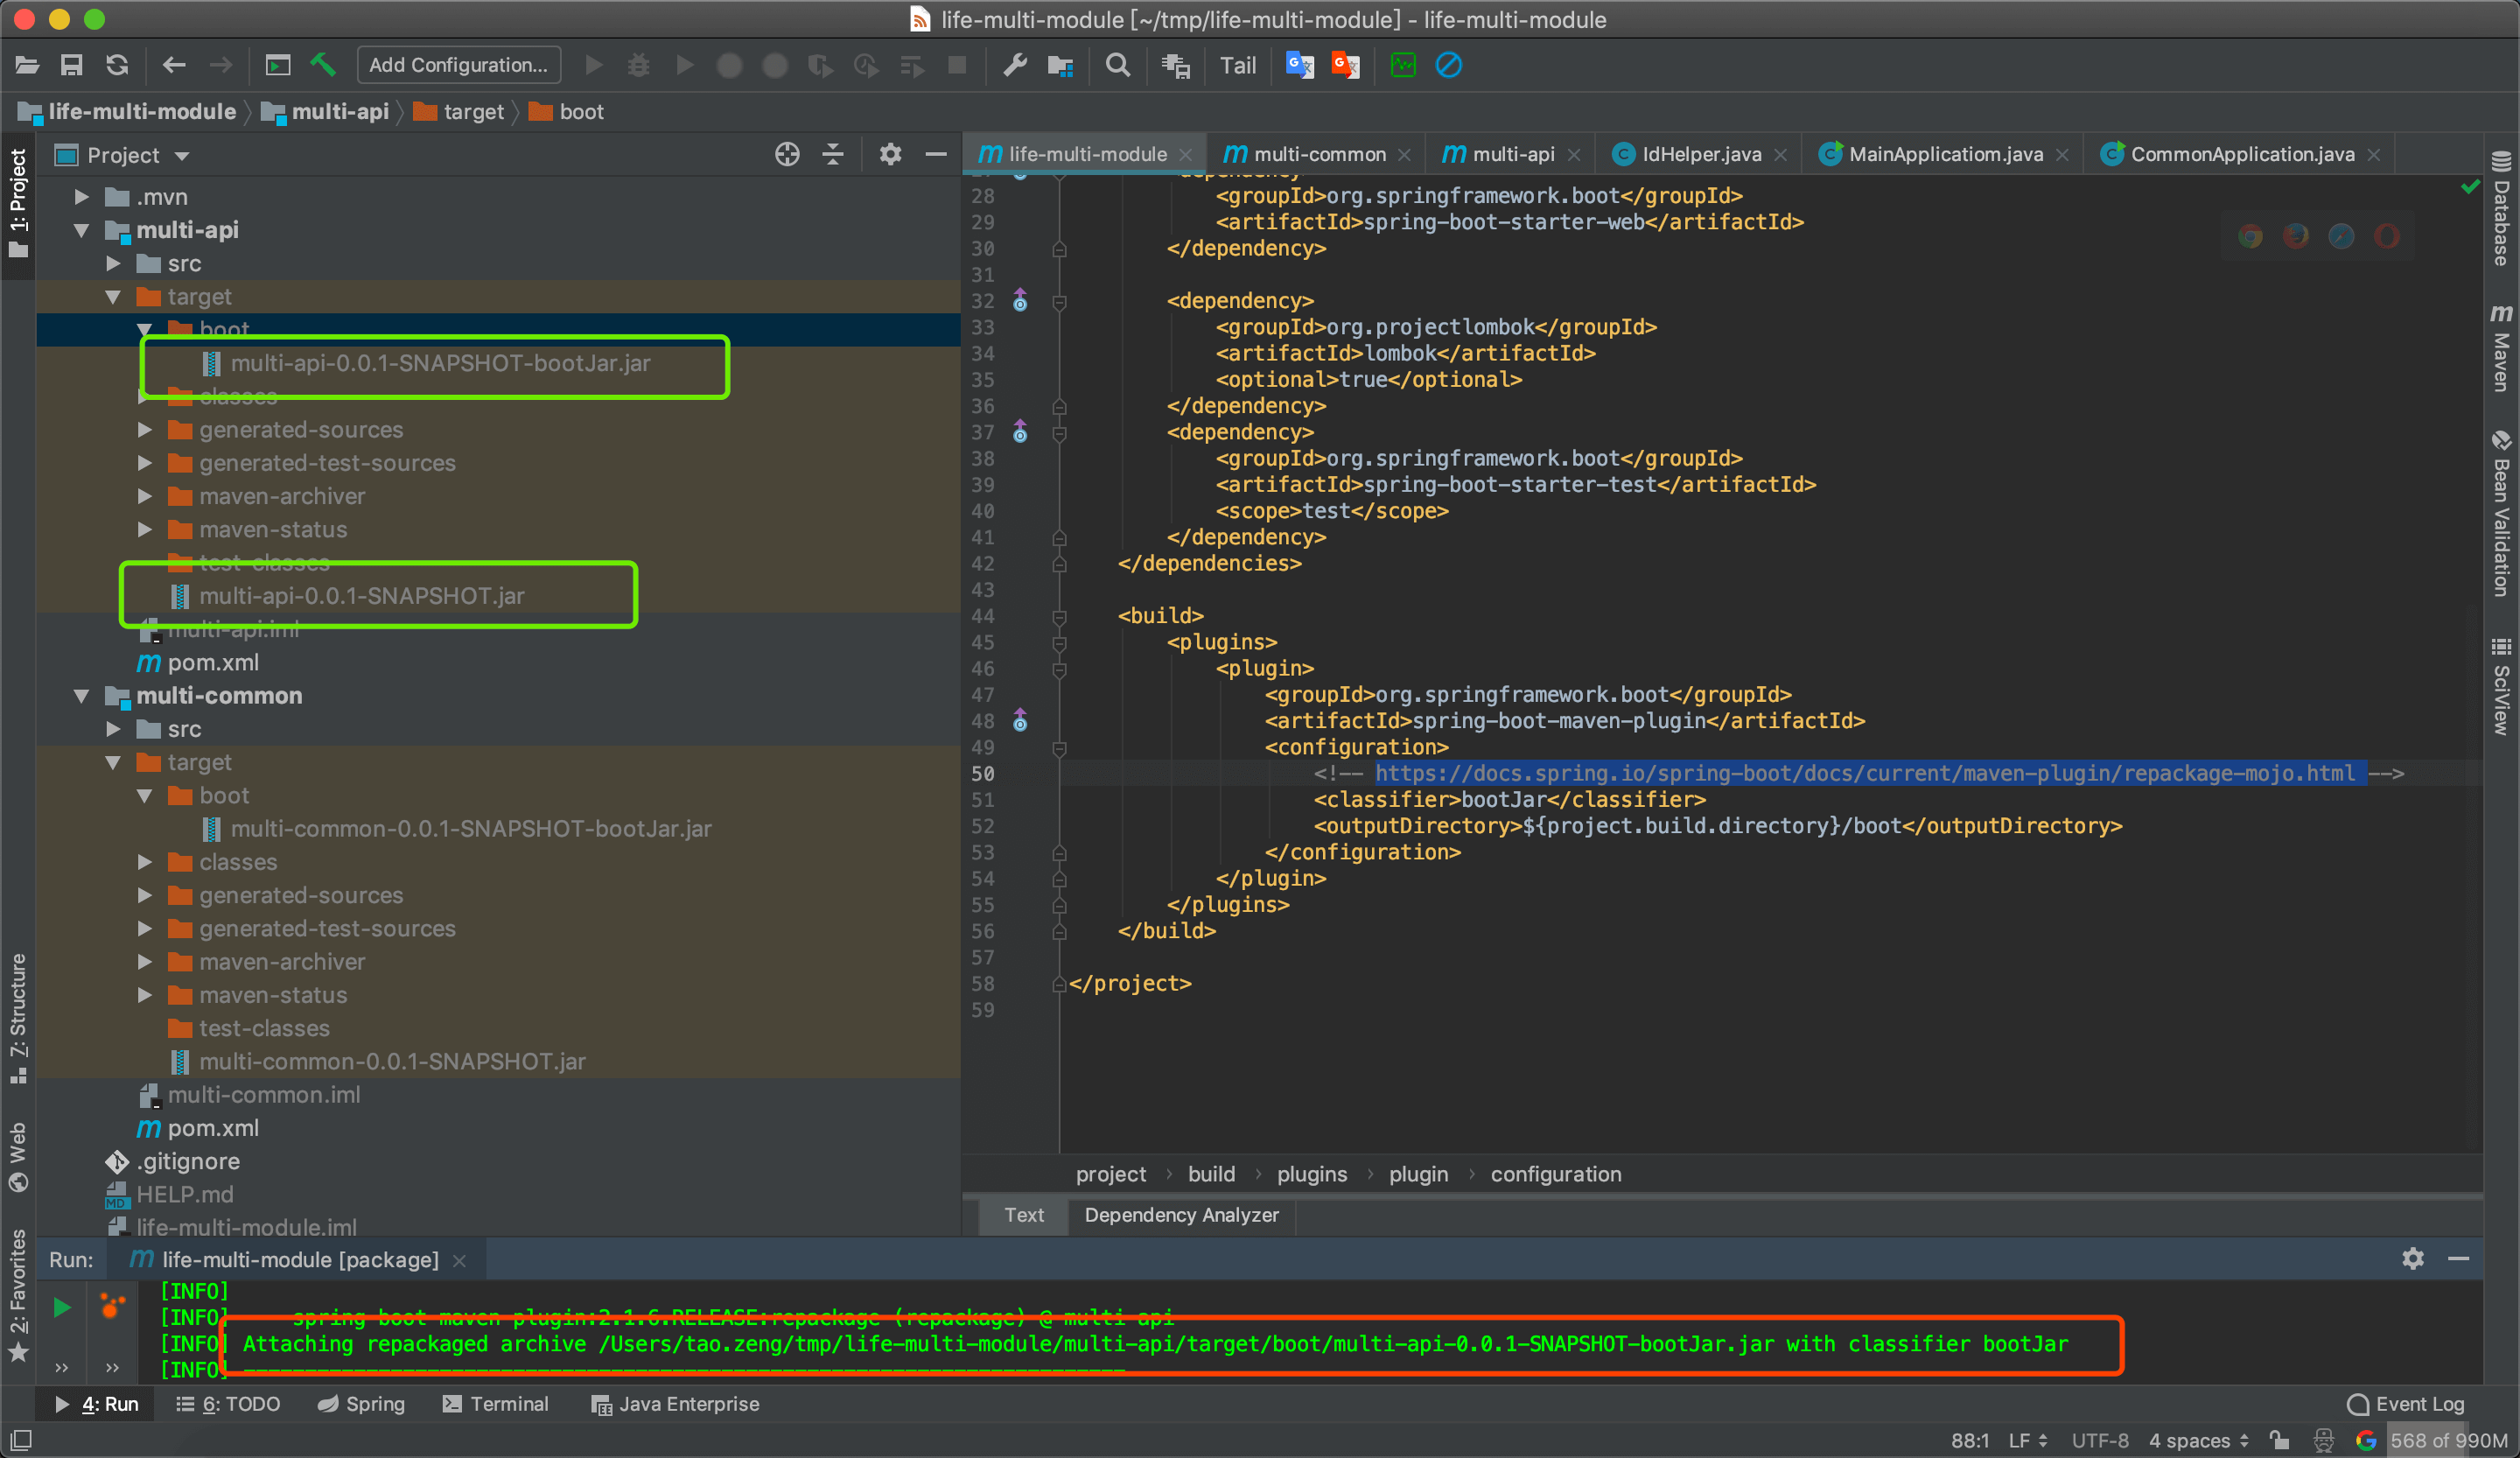 life-multi-module [~/tmp/life-multi-module] - life-multi-module
Add Configuration...
Tail
life-multi-module
multi-api
target
boot
1: Project
Z: Structure
Web
2: Favorites
Project
.mvn
multi-api
src
target
boot
multi-api-0.0.1-SNAPSHOT-bootJar.jar
classes
generated-sources
generated-test-sources
maven-archiver
maven-status
test-classes
multi-api-0.0.1-SNAPSHOT.jar
multi-api.iml
pom.xml
multi-common
src
target
boot
multi-common-0.0.1-SNAPSHOT-bootJar.jar
classes
generated-sources
generated-test-sources
maven-archiver
maven-status
test-classes
multi-common-0.0.1-SNAPSHOT.jar
multi-common.iml
pom.xml
.gitignore
HELP.md
life-multi-module.iml
life-multi-module
multi-common
multi-api
IdHelper.java
MainApplicatiom.java
CommonApplication.java
27 <dependency>
28 <groupId>org.springframework.boot</groupId>
29 <artifactId>spring-boot-starter-web</artifactId>
30 </dependency>
31
32 <dependency>
33 <groupId>org.projectlombok</groupId>
34 <artifactId>lombok</artifactId>
35 <optional>true</optional>
36 </dependency>
37 <dependency>
38 <groupId>org.springframework.boot</groupId>
39 <artifactId>spring-boot-starter-test</artifactId>
40 <scope>test</scope>
41 </dependency>
42 </dependencies>
43
44 <build>
45 <plugins>
46 <plugin>
47 <groupId>org.springframework.boot</groupId>
48 <artifactId>spring-boot-maven-plugin</artifactId>
49 <configuration>
50 <!-- https://docs.spring.io/spring-boot/docs/current/maven-plugin/repackage-mojo.html -->
51 <classifier>bootJar</classifier>
52 <outputDirectory>${project.build.directory}/boot</outputDirectory>
53 </configuration>
54 </plugin>
55 </plugins>
56 </build>
57
58 </project>
59
project
build
plugins
plugin
configuration
Text
Dependency Analyzer
Database
Maven
Bean Validation
SciView
Run:
life-multi-module [package]
[INFO]
[INFO] --- spring-boot-maven-plugin:2.1.6.RELEASE:repackage (repackage) @ multi-api
[INFO] Attaching repackaged archive /Users/tao.zeng/tmp/life-multi-module/multi-api/target/boot/multi-api-0.0.1-SNAPSHOT-bootJar.jar with classifier bootJar
[INFO] ------------------------------------------------------------------------
4: Run
6: TODO
Spring
Terminal
Java Enterprise
Event Log
88:1
LF
UTF-8
4 spaces
568 of 990M